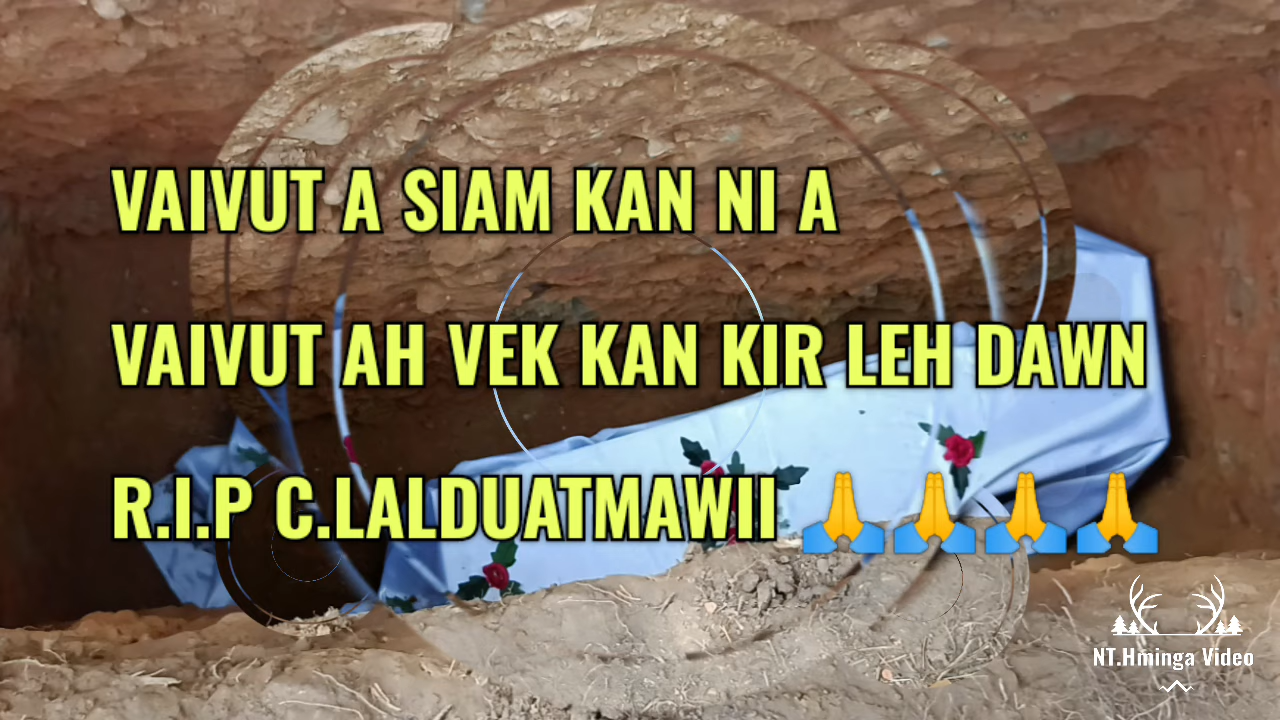 VAIVUT A SIAM KAN NI A
VAIVUT AH VEK KAN KIR LEH DAWN
R.I.P C.LALDUATMAWII 🙏🙏🙏🙏
NT.Hminga Video